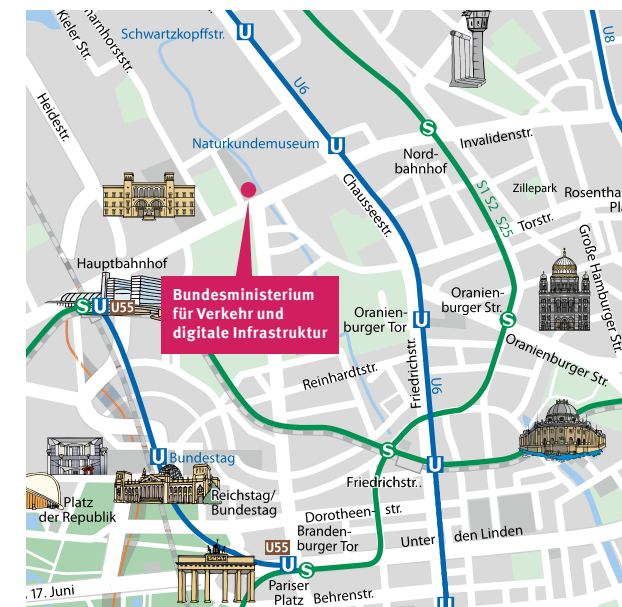 Kieler Str.
Schwartzkopffstr.
U
U6
U8
Heidestr.
Naturkundemuseum
U
S
Nord-
bahnhof
Invalidenstr.
Chausseestr.
S1 S2 S25
Zillepark
Torstr.
Große Hamburger Str.
Hauptbahnhof
S
U
U55
Bundesministerium
für Verkehr und
digitale Infrastruktur
Oranien-
burger Tor
U
Oranien-
burger Str.
S
Oranienburger Str.
Reinhardtstr.
Friedrichstr.
U6
U
Bundestag
S
U
Friedrichstr..
Reichstag/
Bundestag
Platz
der Republik
Dorotheen-
str.
Branden-
burger Tor
U55
Unter
den Linden
U
S
Pariser
Platz
Behrenstr.
17. Juni